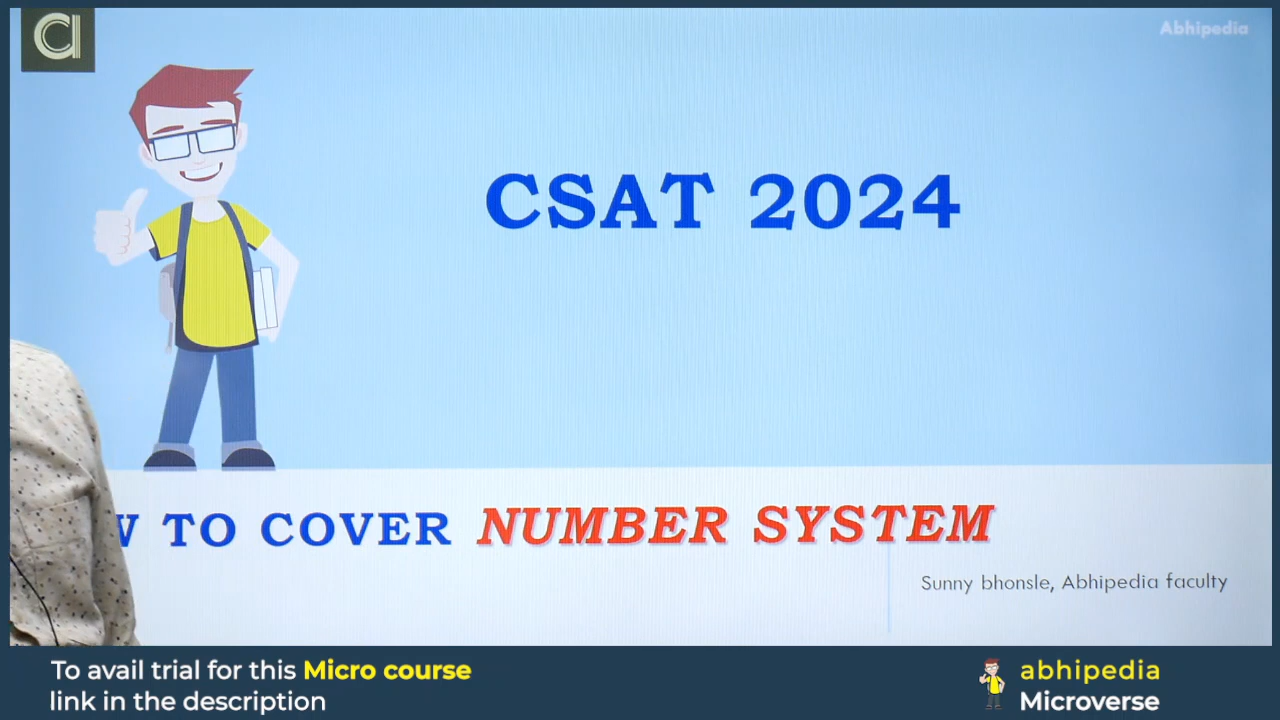 Abhipedia
CSAT 2024
TO COVER NUMBER SYSTEM
Sunny bhonsle, Abhipedia faculty
To avail trial for this Micro course
link in the description
abhipedia
Microverse